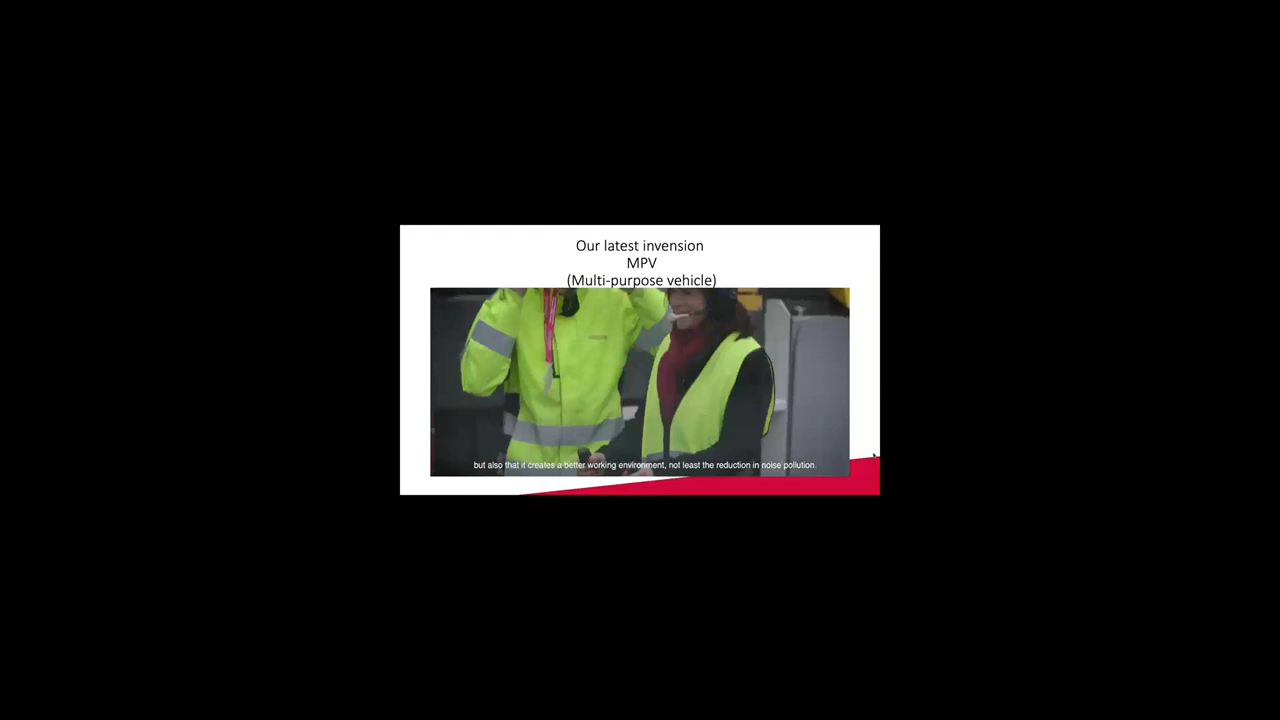 Our latest invension
MPV
(Multi-purpose vehicle)
but also that it creates a better working environment, not least the reduction in noise pollution.